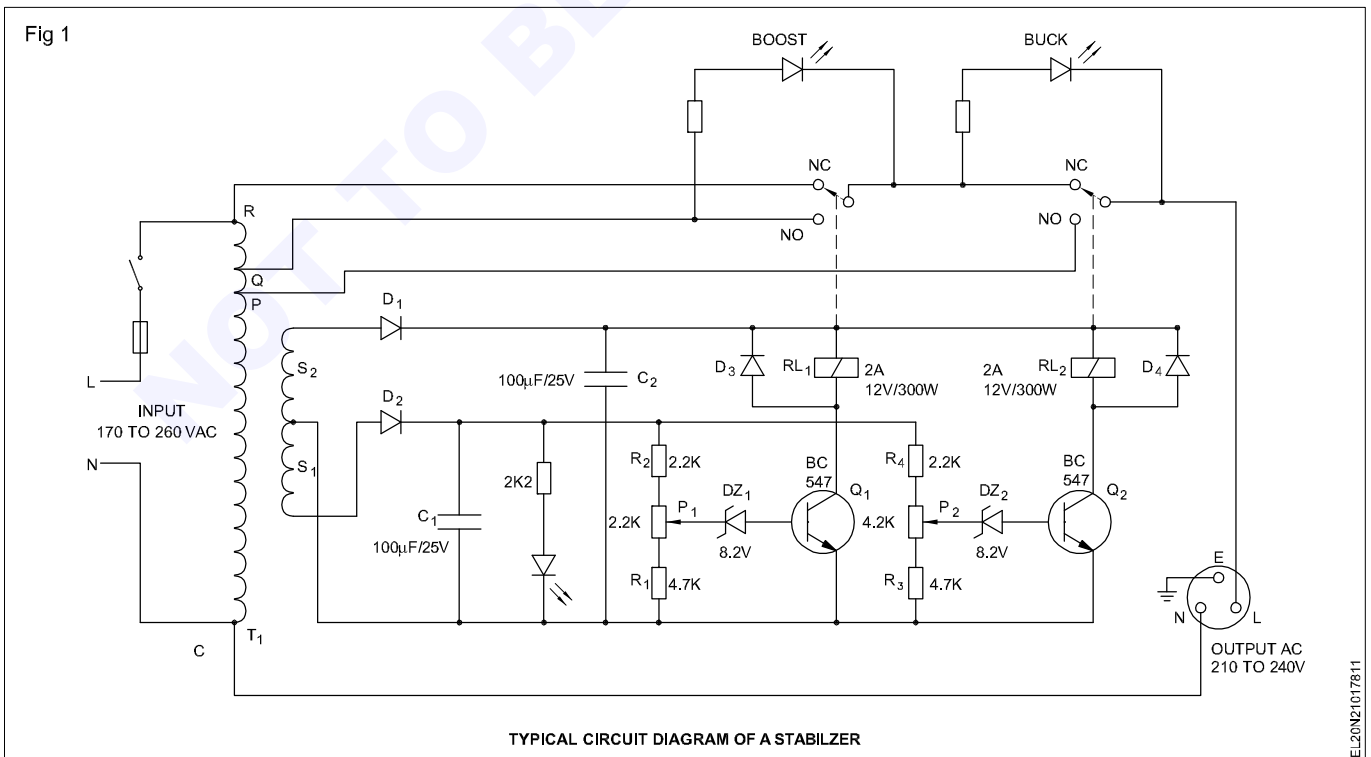 Fig 1
BOOST
BUCK
NC
NC
NO
NO
R
Q
P
D1
D2
S2
S1
L
INPUT
170 TO 260 VAC
N
100µF/25V
C2
D3
RL1
2A
12V/300W
2A
12V/300W
RL2
D4
C1
100µF/25V
2K2
R2
2.2K
2.2K
P1
R1
4.7K
DZ1
8.2V
BC
547
Q1
R4
2.2K
4.2K
P2
R3
4.7K
DZ2
8.2V
BC
547
Q2
E
N
L
OUTPUT AC
210 TO 240V
T1
C
TYPICAL CIRCUIT DIAGRAM OF A STABILZER
EL20N21017811
NOT TO BE